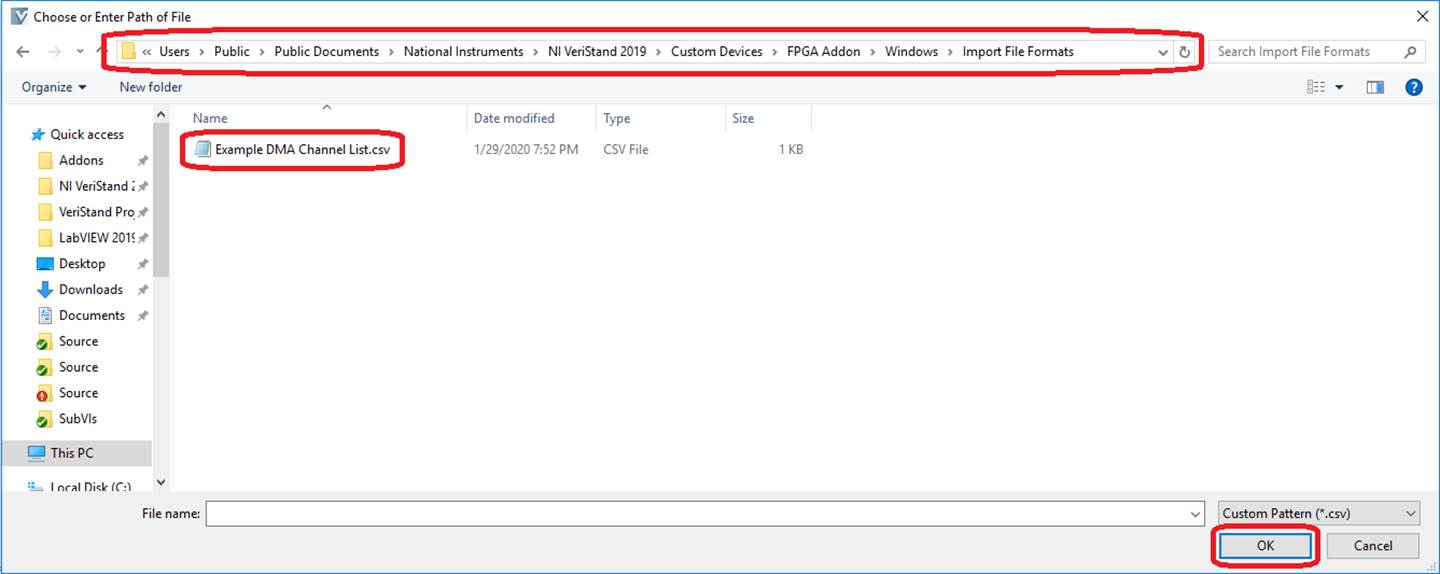 Choose or Enter Path of File
« Users > Public > Public Documents > National Instruments > NI VeriStand 2019 > Custom Devices > FPGA Addon > Windows > Import File Formats
Search Import File Formats
Organize
New folder
Name
Date modified
Type
Size
Quick access
Addons
NI VeriStand 2
VeriStand Proj
LabVIEW 2019
Desktop
Downloads
Documents
Source
Source
Source
SubVIs
This PC
Local Disk (C:)
Example DMA Channel List.csv
1/29/2020 7:52 PM
CSV File
1 KB
File name:
Custom Pattern (*.csv)
OK
Cancel